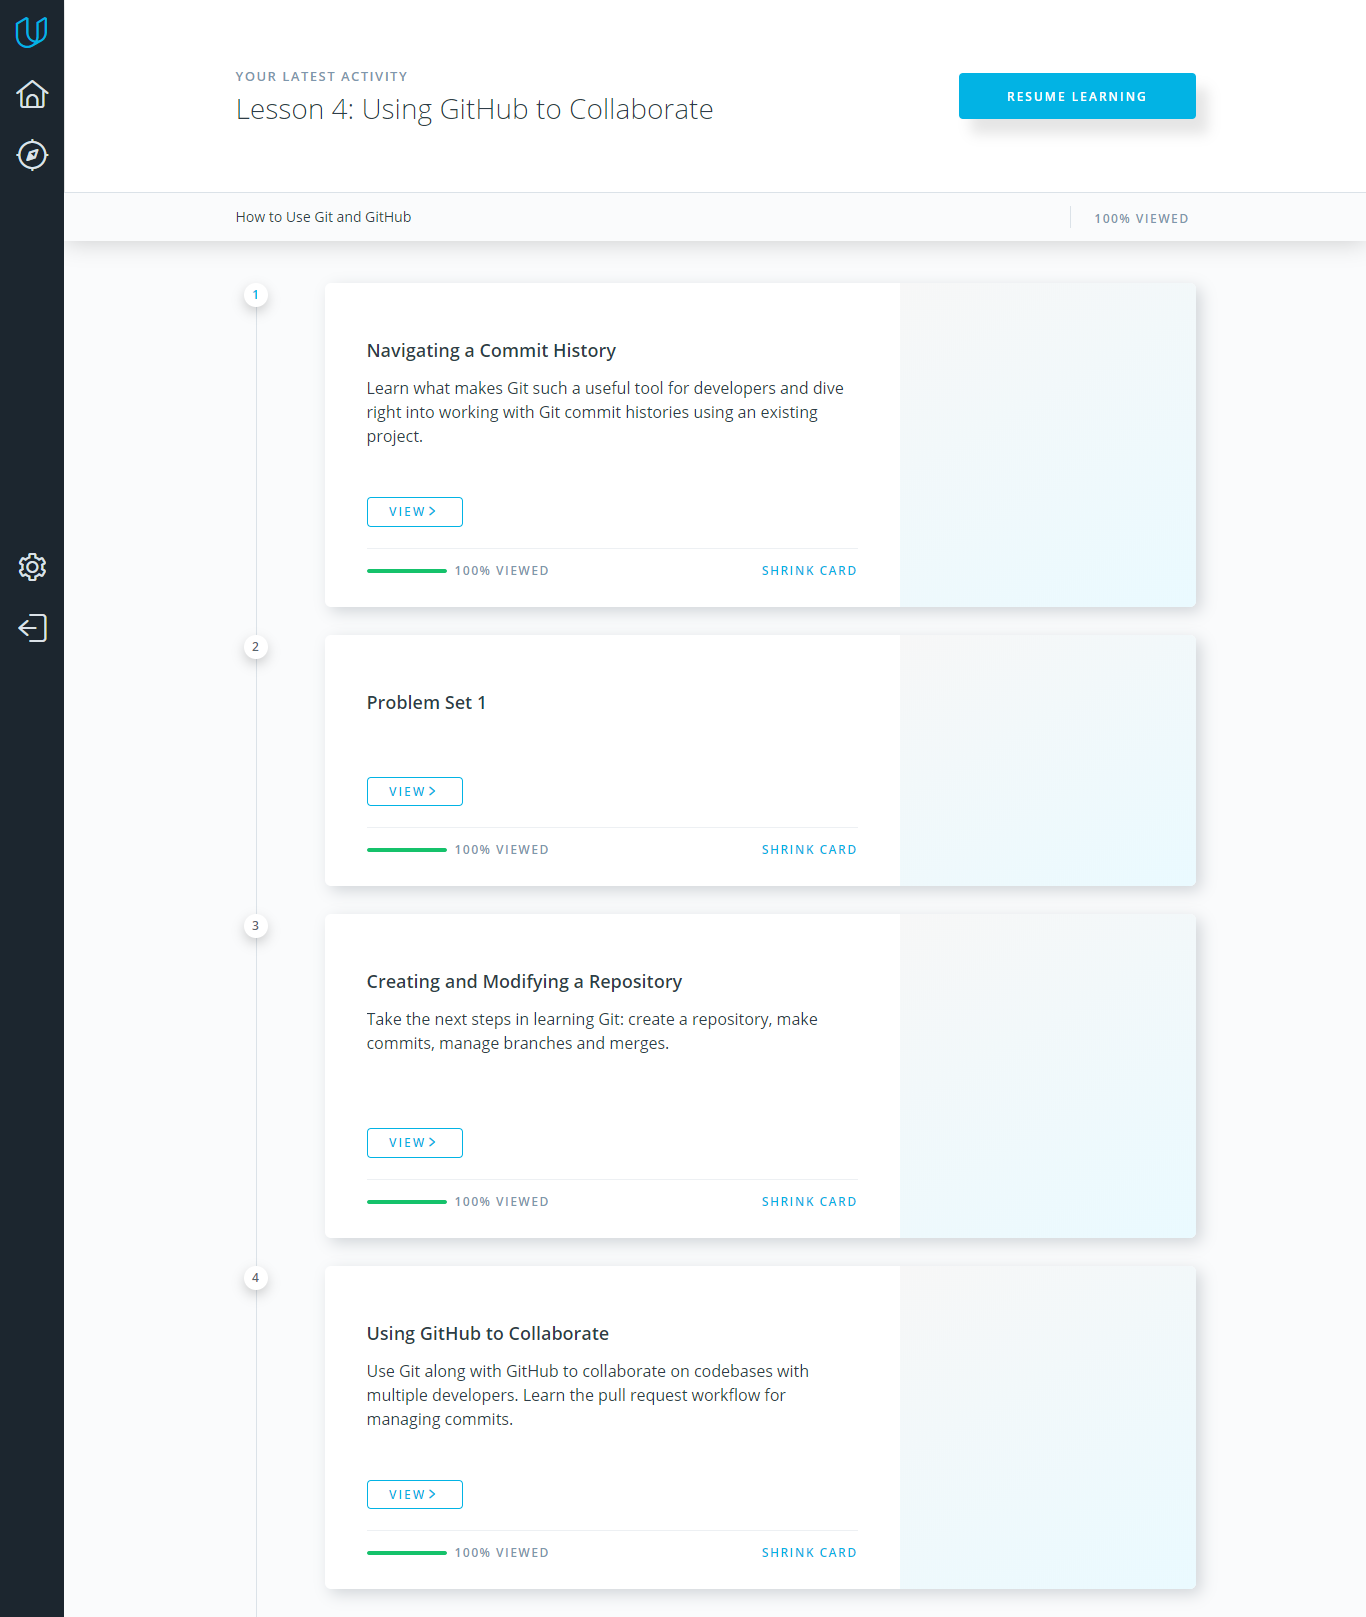 YOUR LATEST ACTIVITY
Lesson 4: Using GitHub to Collaborate
RESUME LEARNING
How to Use Git and GitHub
100% VIEWED
1
Navigating a Commit History
Learn what makes Git such a useful tool for developers and dive
right into working with Git commit histories using an existing
project.
VIEW
100% VIEWED
SHRINK CARD
2
Problem Set 1
VIEW
100% VIEWED
SHRINK CARD
3
Creating and Modifying a Repository
Take the next steps in learning Git: create a repository, make
commits, manage branches and merges.
VIEW
100% VIEWED
SHRINK CARD
4
Using GitHub to Collaborate
Use Git along with GitHub to collaborate on codebases with
multiple developers. Learn the pull request workflow for
managing commits.
VIEW
100% VIEWED
SHRINK CARD